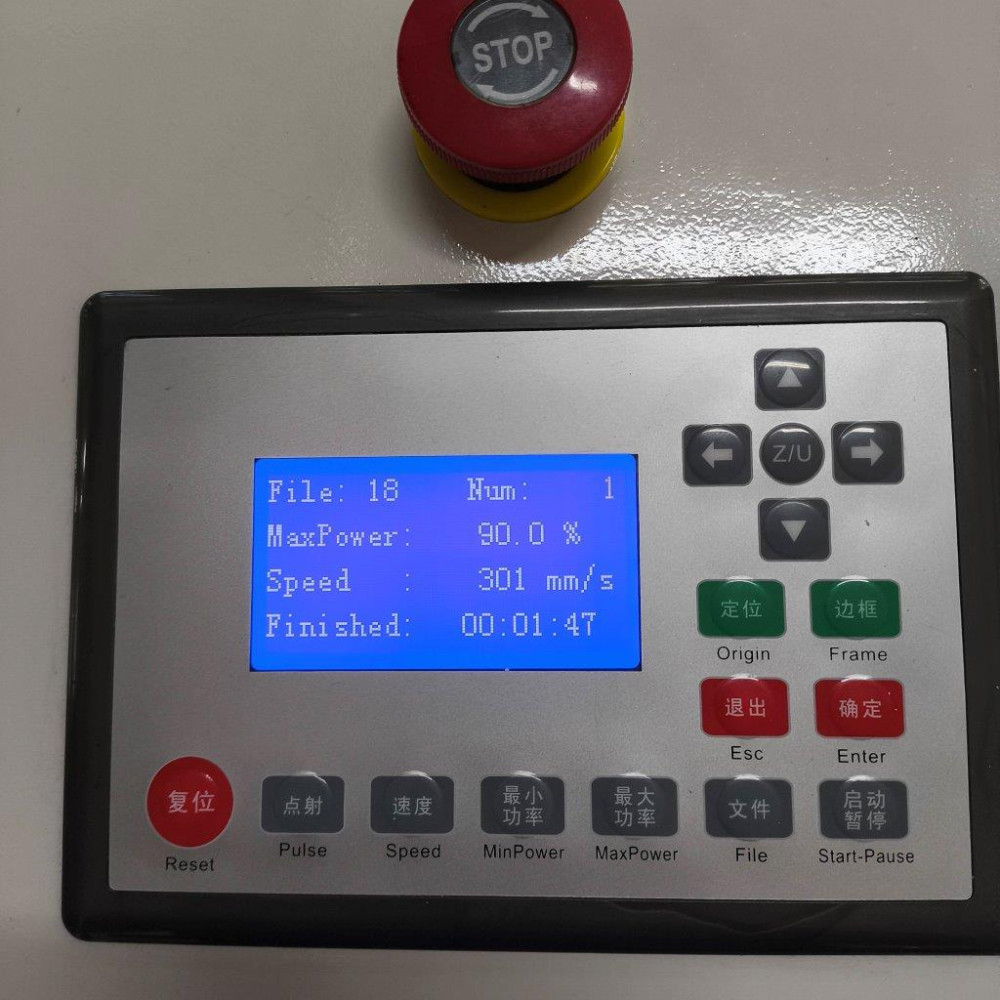 STOP
File: 18 Num: 1
MaxPower: 90.0 %
Speed : 301 mm/s
Finished: 00:01:47
Z/U
定位 边框
Origin Frame
退出 确定
Esc Enter
复位
Reset
点射
Pulse
速度
Speed
最小
功率
MinPower
最大
功率
MaxPower
文件
File
启动
暂停
Start-Pause